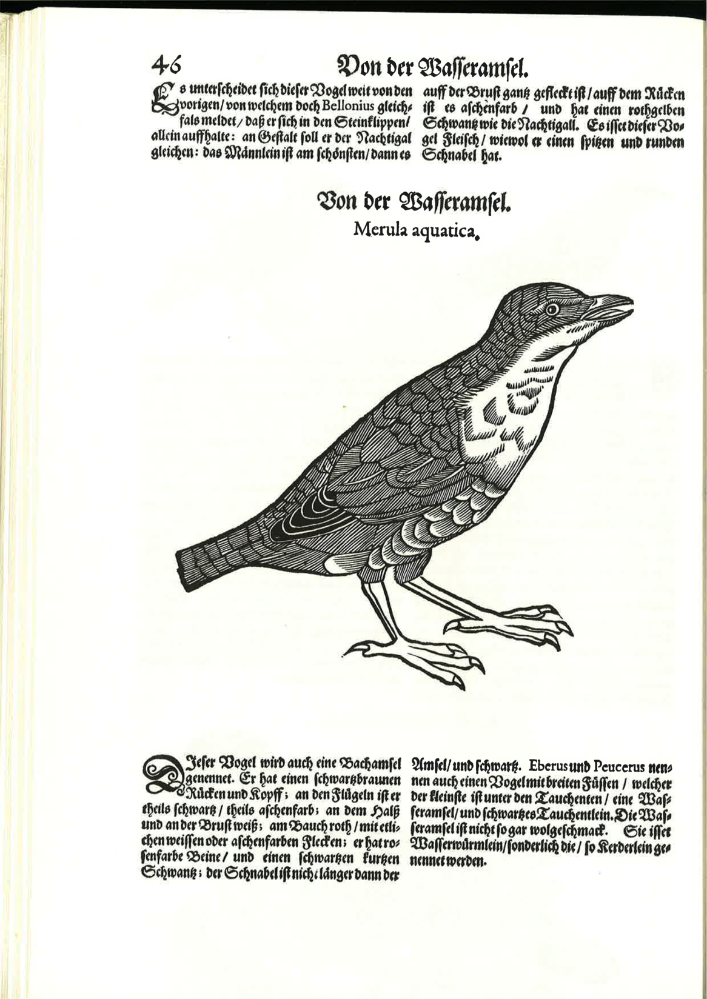 46
Von der Wasseramsel.
Es unterscheidet sich dieser Vogel weit von den
vorigen/ von welchem doch Bellonius gleich-
fals meldet/ daß er sich in den Steinklippen/
allein auffhalte: an Gestalt soll er der Nachtigal
gleichen: das Männlein ist am schönsten/ dann es
auff der Brust gantz gefleckt ist/ auff dem Rücken
ist es aschenfarb / und hat einen rothgelben
Schwantz wie die Nachtigall. Es isset dieser Vo-
gel Fleisch/ wiewol er einen spitzen und runden
Schnabel hat.
Von der Wasseramsel.
Merula aquatica.
DJeser Vogel wird auch eine Bachamsel
genennet. Er hat einen schwartzbraunen
Rücken und Kopff; an den Flügeln ist er
theils schwartz / theils aschenfarb; an dem Halß
und an der Brust weiß; am Bauch roth / mit etli-
chen weissen oder aschenfarben Flecken; er hat ro-
senfarbe Beine / und einen schwartzen kurtzen
Schwantz; der Schnabel ist nicht länger dann der
Amsel/ und schwartz. Eberus und Peucerus nen-
nen auch einen Vogel mit breiten Füssen / welcher
der kleinste ist unter den Tauchenten / eine Was-
seramsel/ und schwartzes Tauchentlein. Die Was-
seramsel ist nicht so gar wolgeschmack. Sie isset
Wasserwürmlein/ sonderlich die / so Kerderlein ge-
nennet werden.